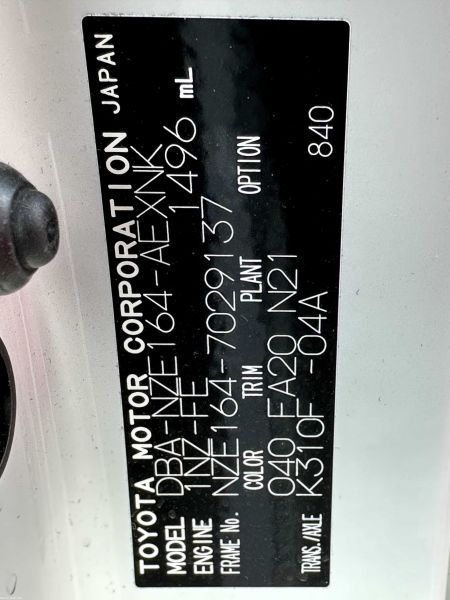 TOYOTA MOTOR CORPORATION JAPAN
MODEL DBA-NZE164-AEXNK
ENGINE 1NZ-FE 1496 mL
FRAME No. NZE164-7029137
COLOR TRIM PLANT OPTION
040 FA20 N21
TRANS./AXLE K310F -04A 840